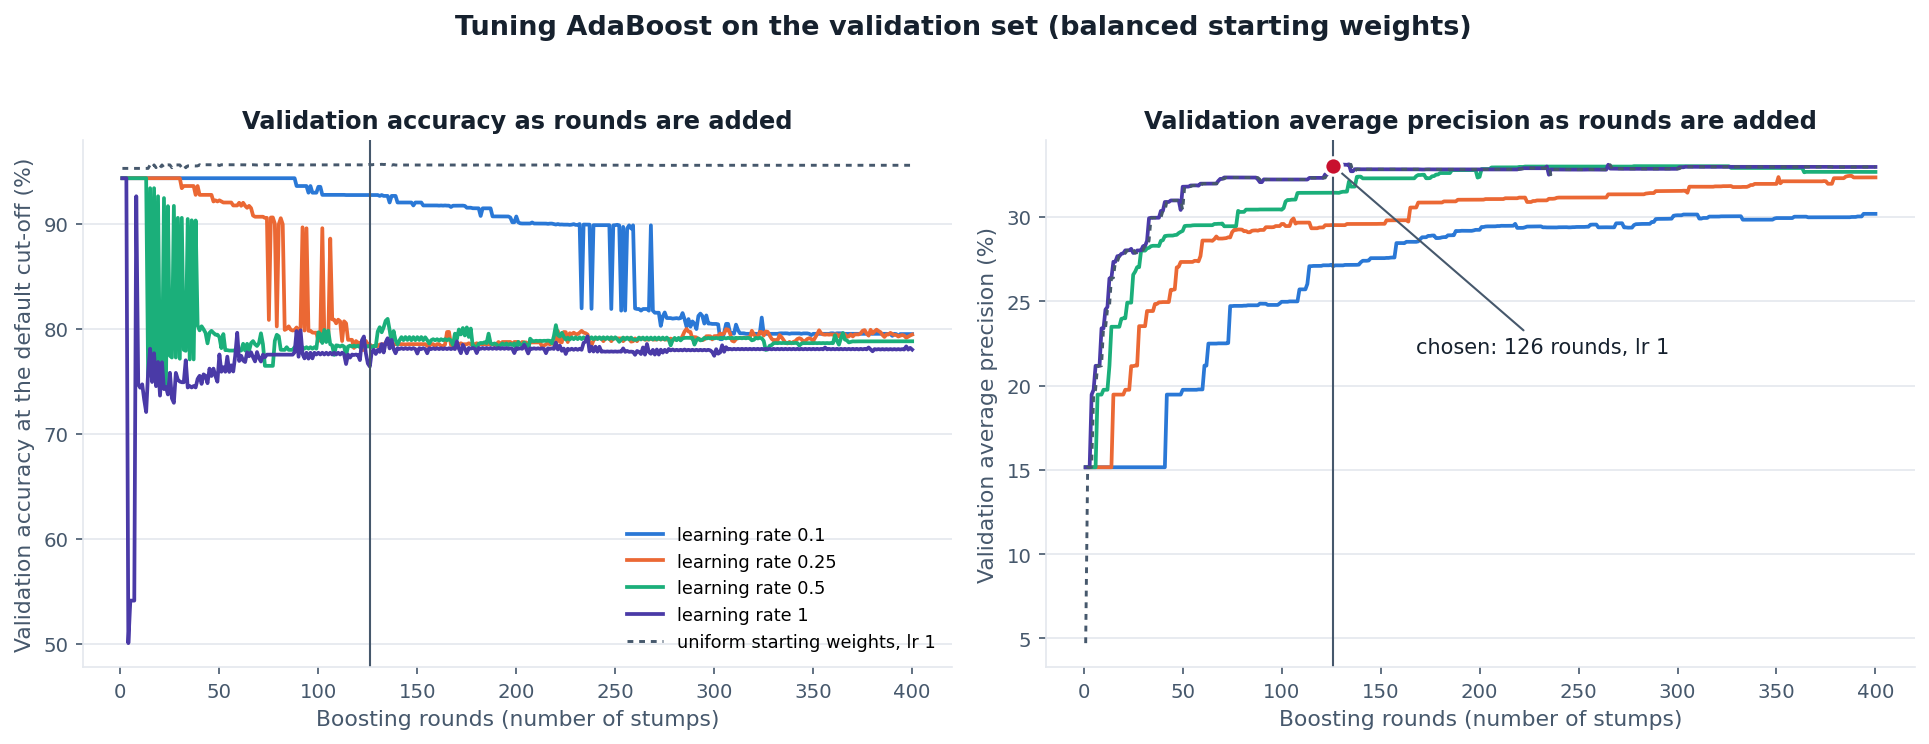 Tuning AdaBoost on the validation set (balanced starting weights)
Validation accuracy as rounds are added
Validation accuracy at the default cut-off (%)
90
80
70
60
50
learning rate 0.1
learning rate 0.25
learning rate 0.5
learning rate 1
uniform starting weights, lr 1
0 50 100 150 200 250 300 350 400
Boosting rounds (number of stumps)
Validation average precision as rounds are added
Validation average precision (%)
30
25
20
15
10
5
chosen: 126 rounds, lr 1
0 50 100 150 200 250 300 350 400
Boosting rounds (number of stumps)